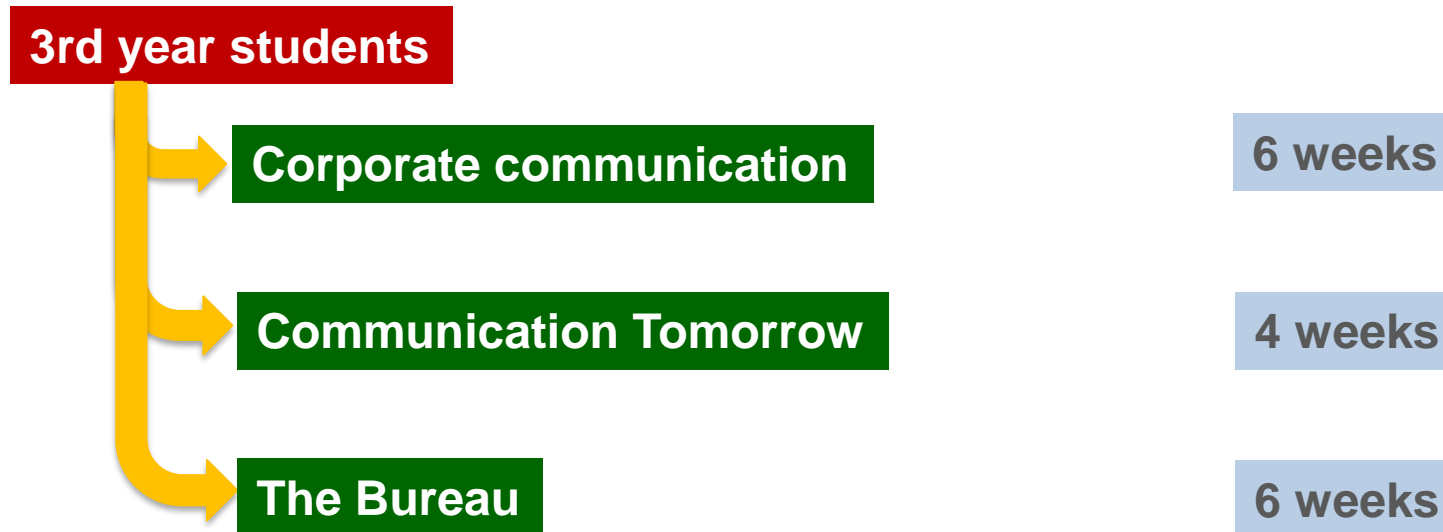 3rd year students
Corporate communication
6 weeks
Communication Tomorrow
4 weeks
The Bureau
6 weeks